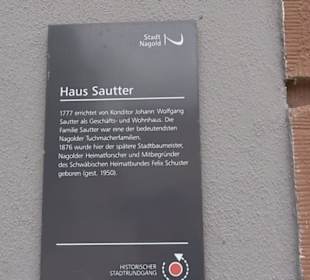 Stadt
Nagold
Haus Sautter
1777 errichtet von Konditor Johann Wolfgang
Sautter als Geschäfts- und Wohnhaus. Die
Familie Sautter war eine der bedeutendsten
Nagolder Tuchmacherfamilien.
1876 wurde hier der spätere Stadtbaumeister,
Nagolder Heimatforscher und Mitbegründer
des Schwäbischen Heimatbundes Felix Schuster
geboren (gest. 1950).
HISTORISCHER
STADTRUNDGANG